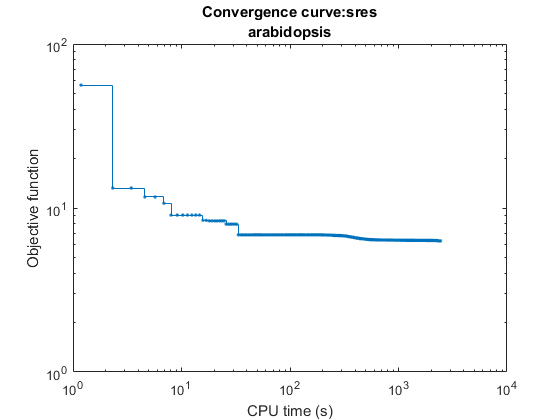 Convergence curve:sres
arabidopsis
Objective function
10^2
10^1
10^0
10^0 10^1 10^2 10^3 10^4
CPU time (s)